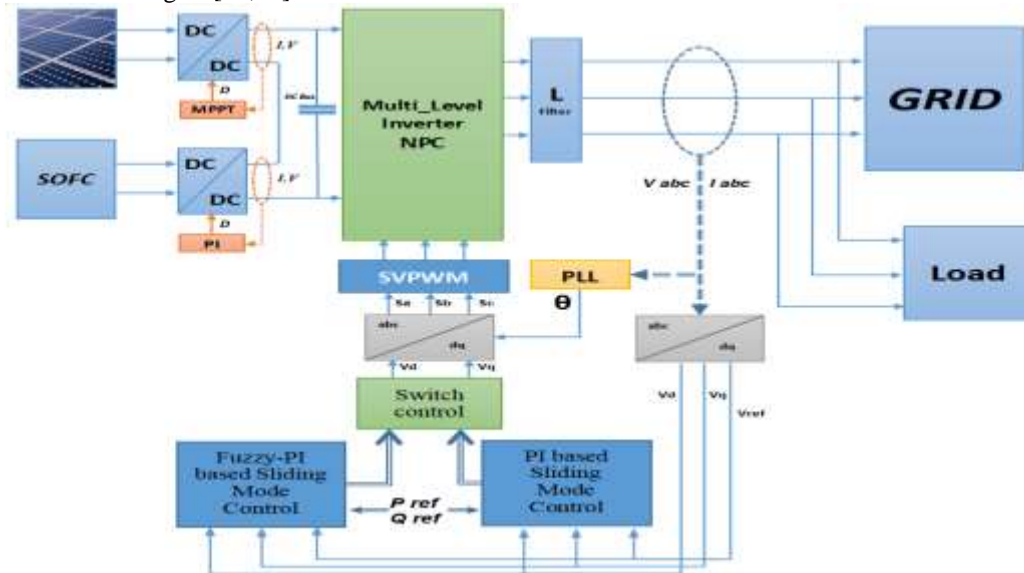 DC
DC
I,V
D
MPPT
DC Bus
SOFC
DC
DC
I,V
D
PI
Multi_Level
Inverter
NPC
L
Filter
V abc
I abc
GRID
Load
SVPWM
Sa
Sb
Sc
PLL
Θ
abc
dq
Vd
Vq
abc
dq
Vd
Vq
Vref
Switch
control
Fuzzy-PI
based Sliding
Mode
Control
P ref
Q ref
PI based
Sliding
Mode
Control